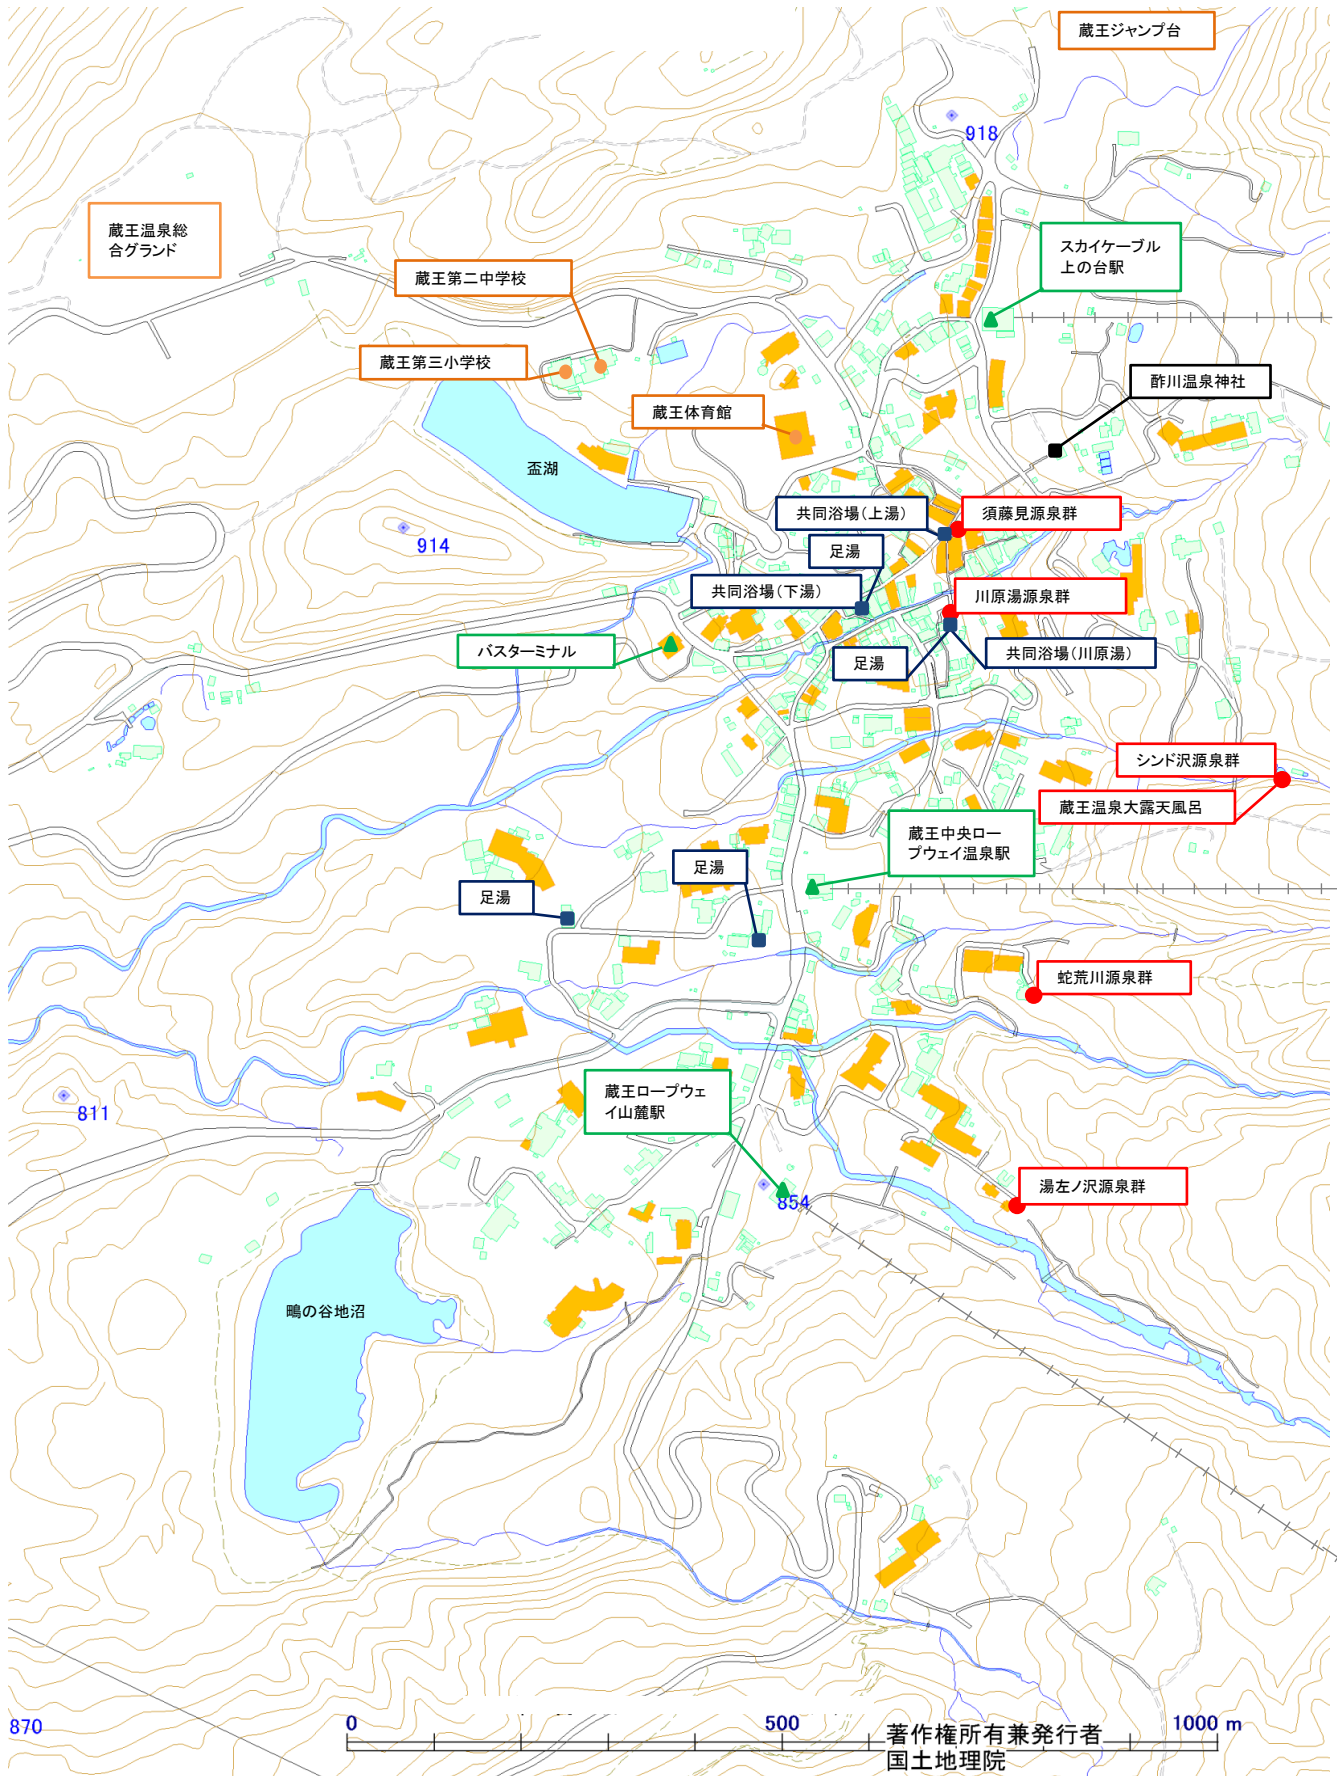 蔵王ジャンプ台
918
蔵王温泉総
合グランド
スカイケーブル
上の台駅
蔵王第二中学校
蔵王第三小学校
酢川温泉神社
蔵王体育館
盃湖
共同浴場(上湯)
須藤見源泉群
914
足湯
共同浴場(下湯)
川原湯源泉群
バスターミナル
足湯
共同浴場(川原湯)
シンド沢源泉群
蔵王温泉大露天風呂
蔵王中央ロー
プウェイ温泉駅
足湯
足湯
蛇荒川源泉群
811
蔵王ロープウェ
イ山麓駅
湯左ノ沢源泉群
854
鴫の谷地沼
870
0
500
1000 m
著作権所有兼発行者
国土地理院